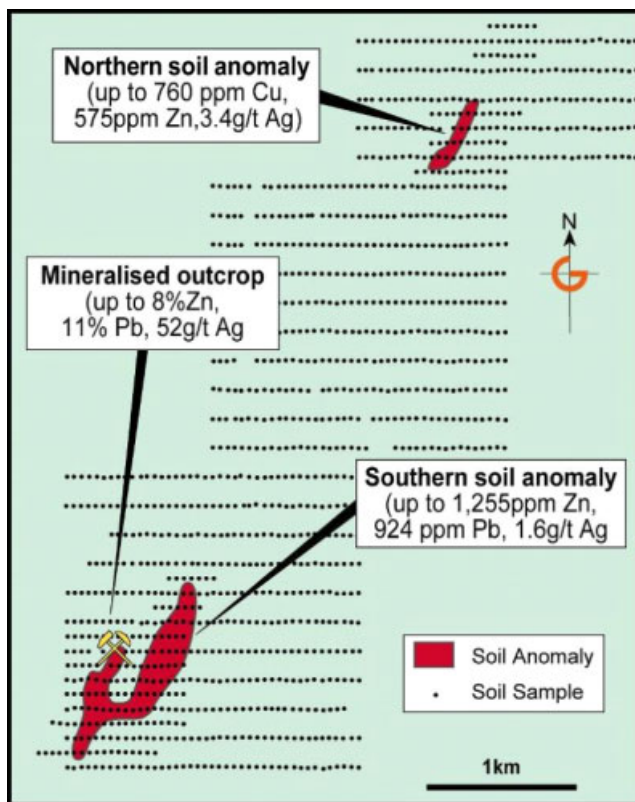 Northern soil anomaly
(up to 760 ppm Cu,
575ppm Zn,3.4g/t Ag)
N
Mineralised outcrop
(up to 8%Zn,
11% Pb, 52g/t Ag
Southern soil anomaly
(up to 1,255ppm Zn,
924 ppm Pb, 1.6g/t Ag
Soil Anomaly
Soil Sample
1km